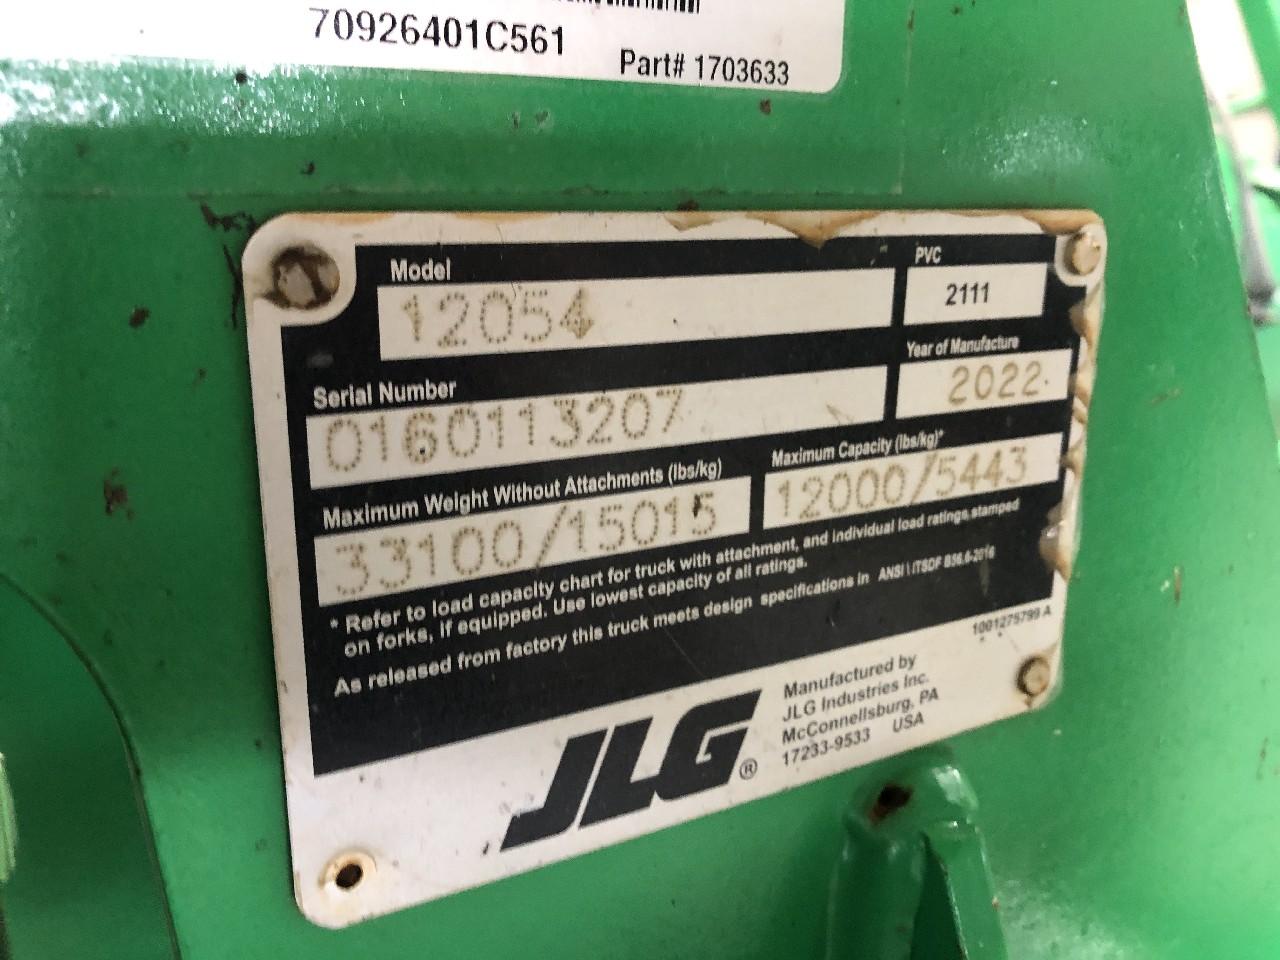 70926401C561
Part# 1703633
Model
12054
PVC
2111
Serial Number
0160113207
Year of Manufacture
2022
Maximum Weight Without Attachments (lbs/kg)
33100/15015
Maximum Capacity (lbs/kg)*
12000/5443
* Refer to load capacity chart for truck with attachment, and individual load ratings stamped
on forks, if equipped. Use lowest capacity of all ratings.
As released from factory this truck meets design specifications in ANSI \ ITSDF B56.6-2016
1001275799 A
JLG®
Manufactured by
JLG Industries Inc.
McConnellsburg, PA
17233-9533 USA